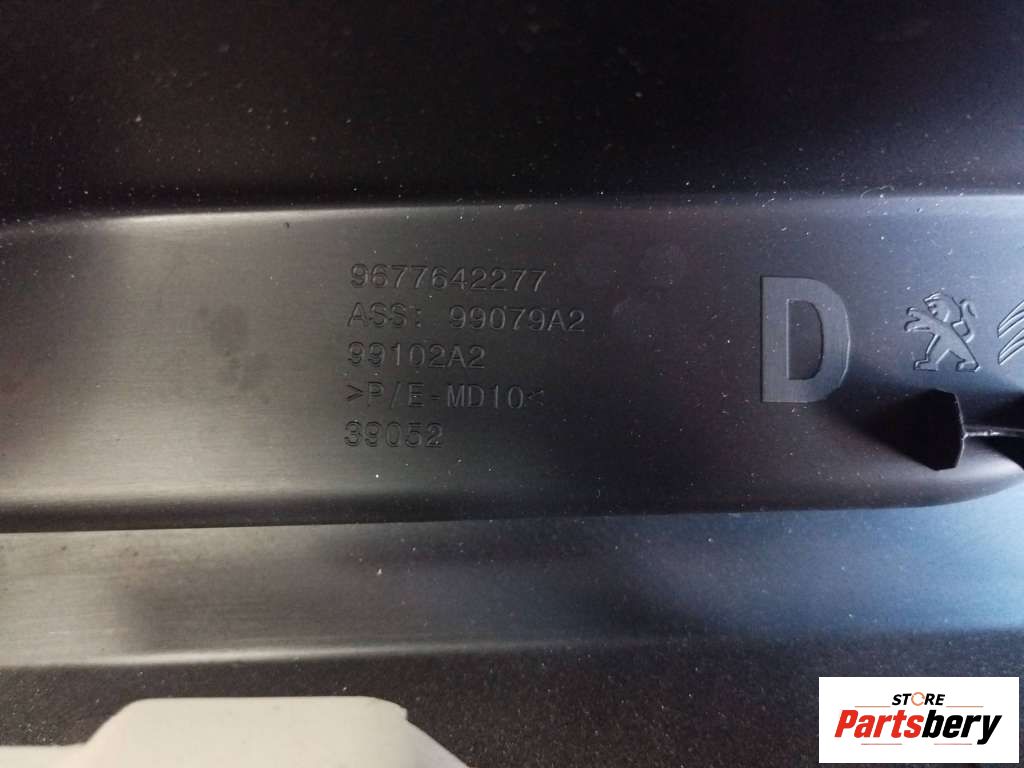 9677642277
ASS: 99079A2
99102A2
>P/E-MD10<
39052
D
STORE
Partsbery